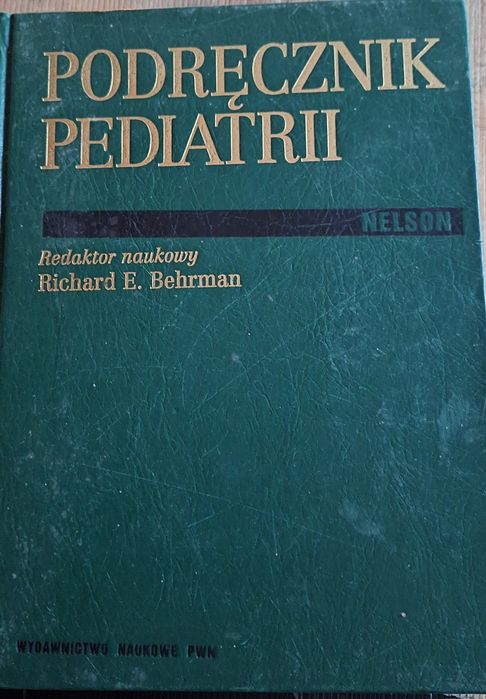 PODRĘCZNIK
PEDIATRII
NELSON
Redaktor naukowy
Richard E. Behrman
WYDAWNICTWO NAUKOWE PWN